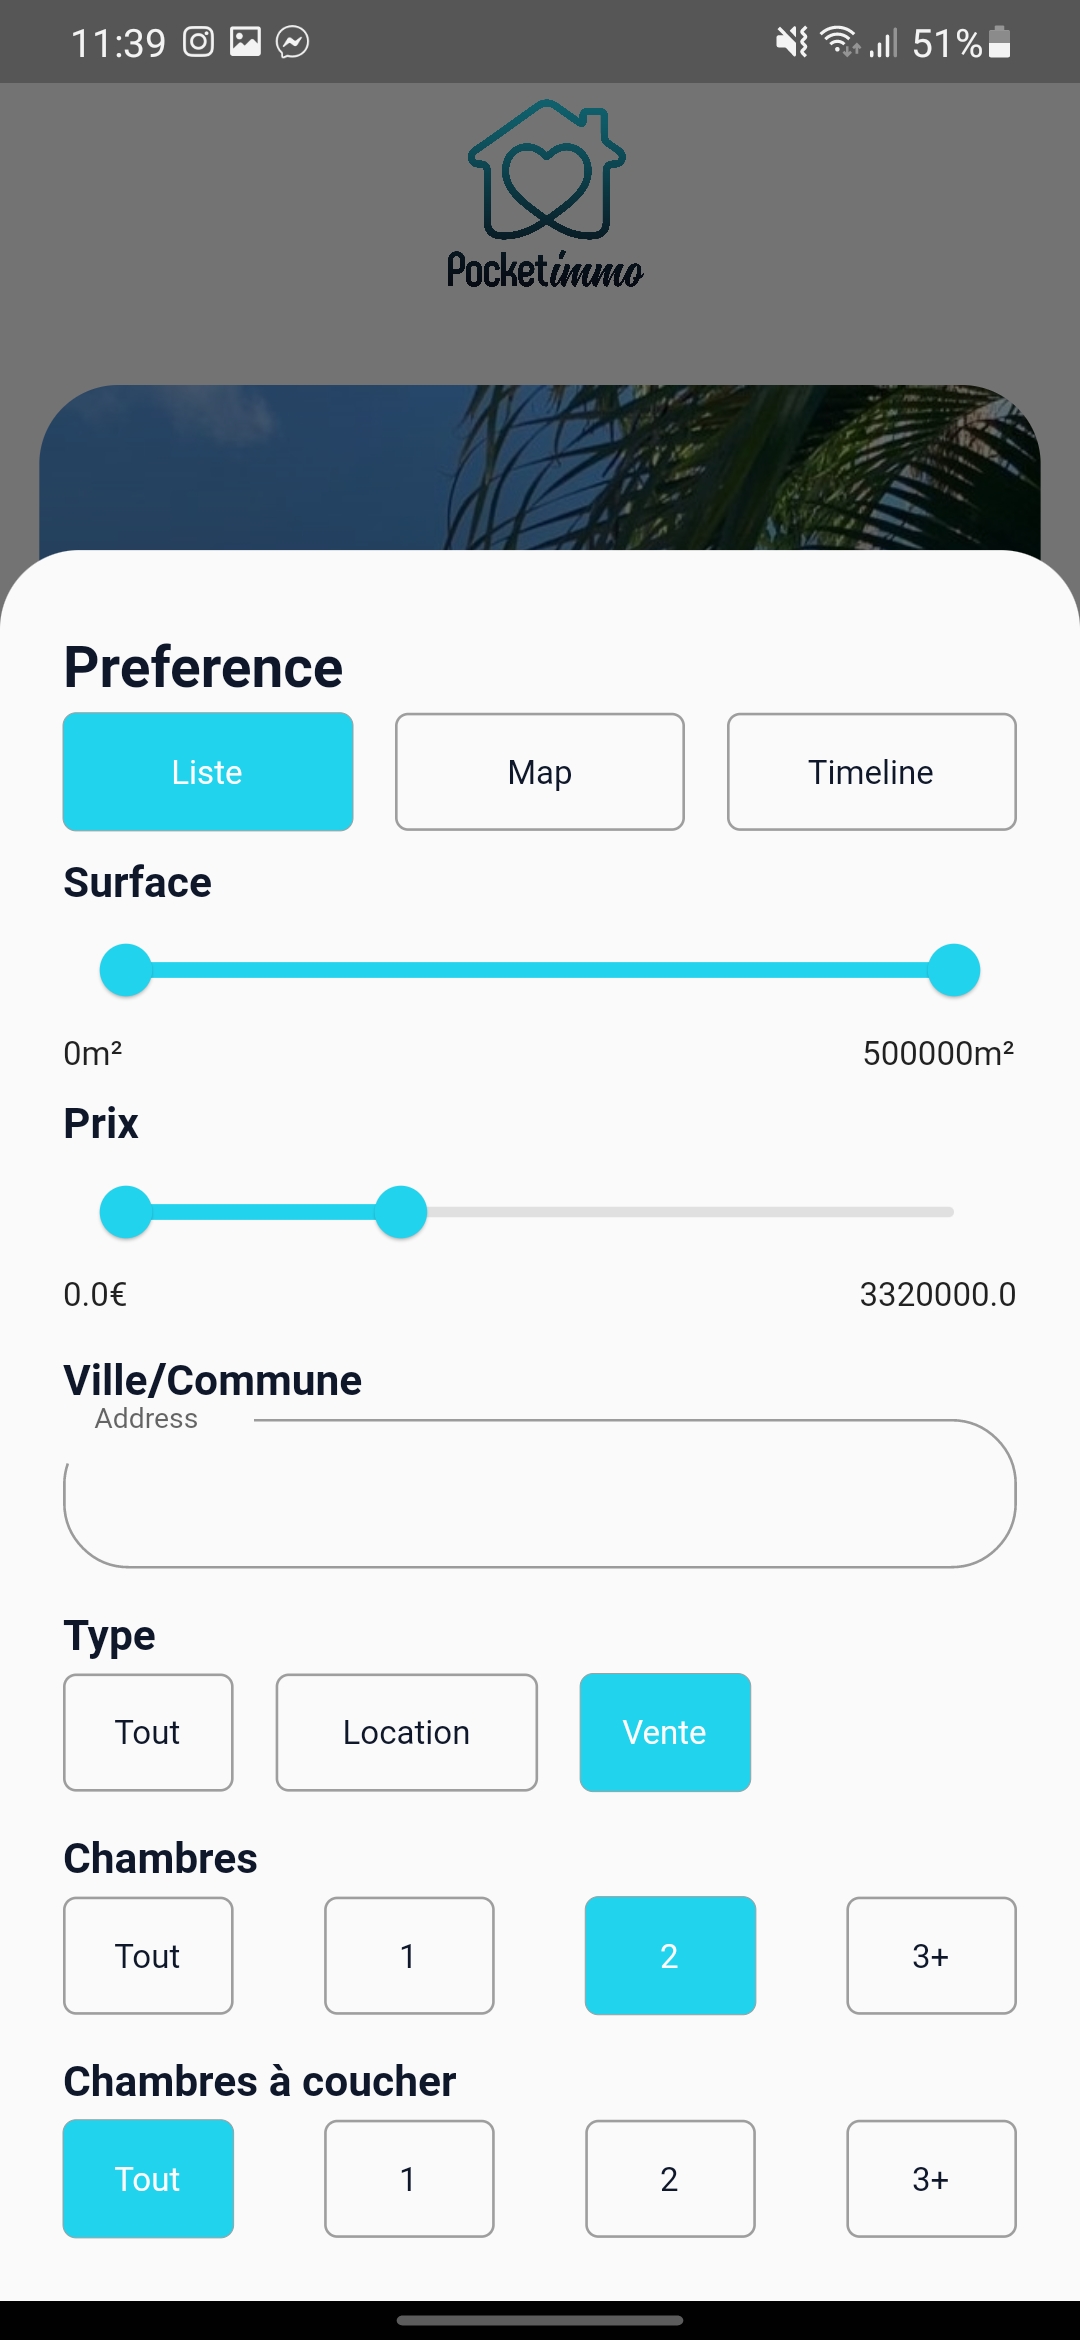 11:39 51%
Pocketimmo
Preference
Liste Map Timeline
Surface
0m² 500000m²
Prix
0.0€ 3320000.0
Ville/Commune
Address
Type
Tout Location Vente
Chambres
Tout 1 2 3+
Chambres à coucher
Tout 1 2 3+